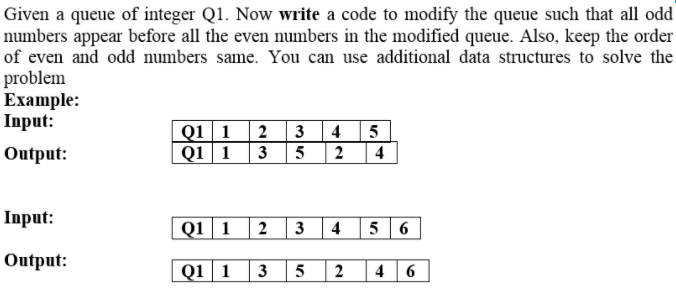 Given a queue of integer Q1. Now write a code to modify the queue such that all odd
numbers appear before all the even numbers in the modified queue. Also, keep the order
of even and odd numbers same. You can use additional data structures to solve the
problem
Example:
Input:
Q1 1 2 3 4 5
Output:
Q1 1 3 5 2 4
Input:
Q1 1 2 3 4 5 6
Output:
Q1 1 3 5 2 4 6